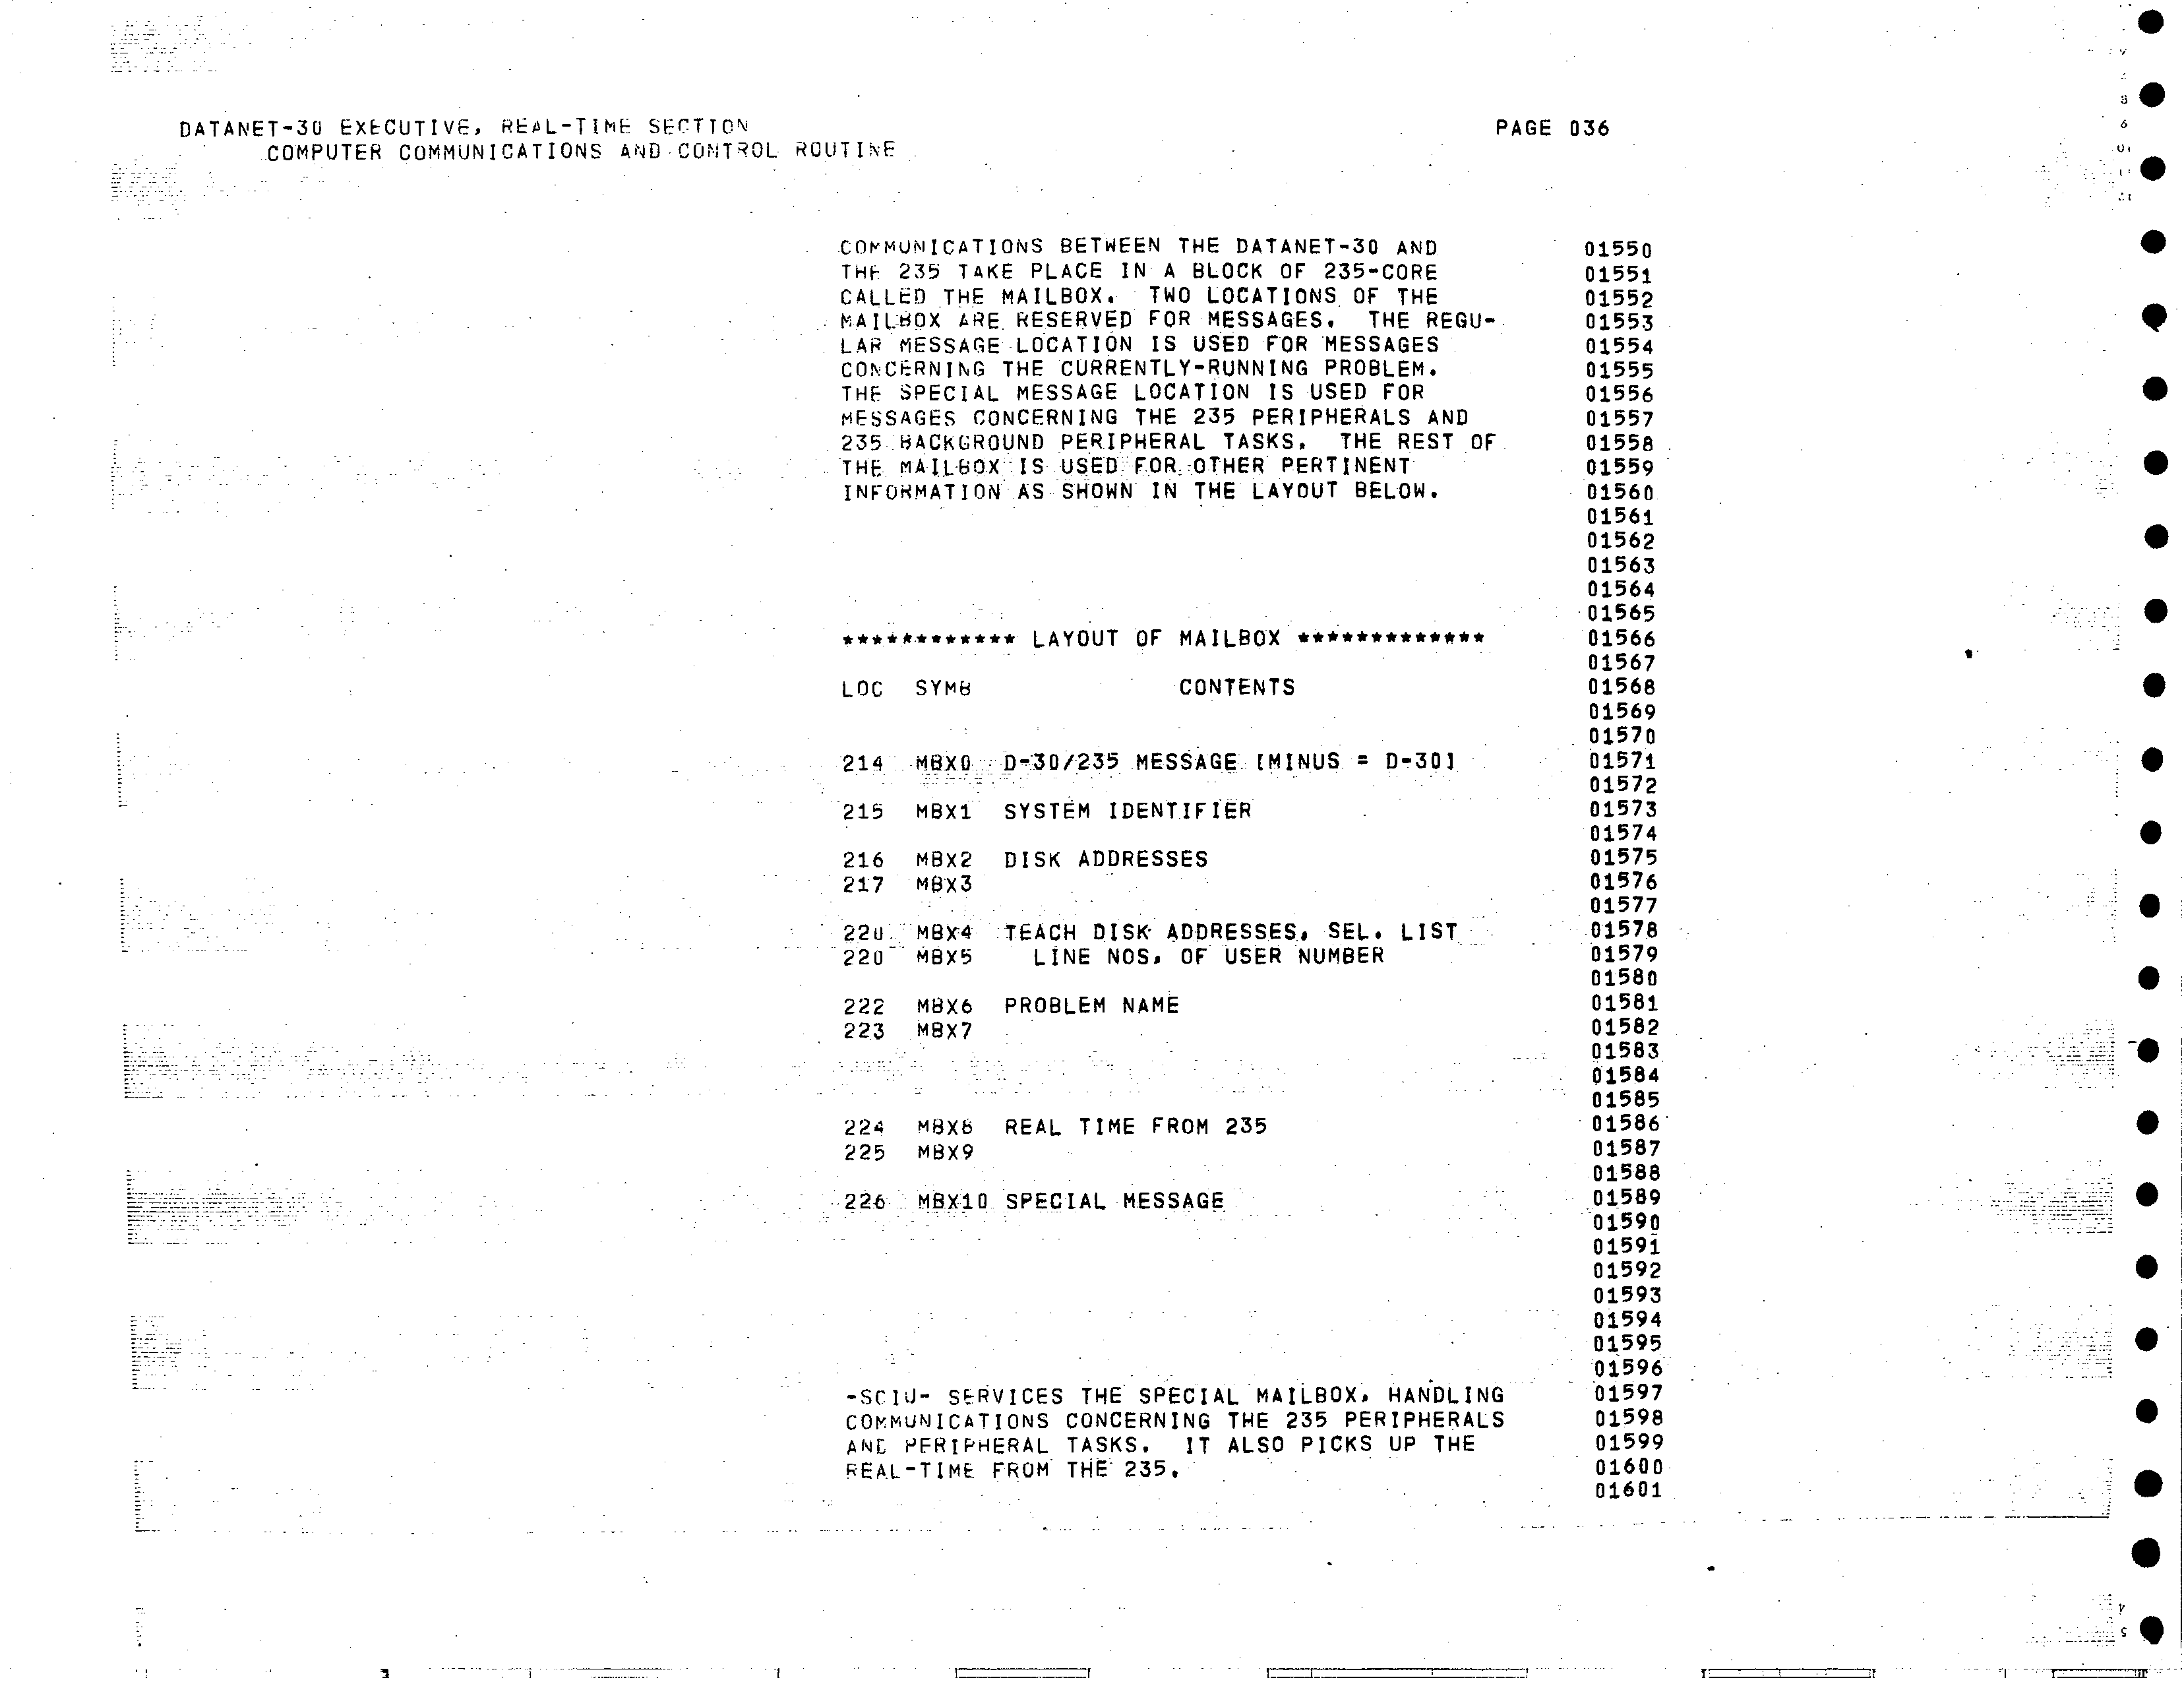 DATANET-30 EXECUTIVE, REAL-TIME SECTION PAGE 036
COMPUTER COMMUNICATIONS AND CONTROL ROUTINE
COMMUNICATIONS BETWEEN THE DATANET-30 AND 01550
THE 235 TAKE PLACE IN A BLOCK OF 235-CORE 01551
CALLED THE MAILBOX. TWO LOCATIONS OF THE 01552
MAILBOX ARE RESERVED FOR MESSAGES. THE REGU- 01553
LAR MESSAGE LOCATION IS USED FOR MESSAGES 01554
CONCERNING THE CURRENTLY-RUNNING PROBLEM. 01555
THE SPECIAL MESSAGE LOCATION IS USED FOR 01556
MESSAGES CONCERNING THE 235 PERIPHERALS AND 01557
235 BACKGROUND PERIPHERAL TASKS. THE REST OF 01558
THE MAILBOX IS USED FOR OTHER PERTINENT 01559
INFORMATION AS SHOWN IN THE LAYOUT BELOW. 01560
01561
01562
01563
01564
01565
************ LAYOUT OF MAILBOX ************* 01566
01567
LOC SYMB CONTENTS 01568
01569
01570
214 MBX0 D-30/235 MESSAGE [MINUS = D-30] 01571
01572
215 MBX1 SYSTEM IDENTIFIER 01573
01574
216 MBX2 DISK ADDRESSES 01575
217 MBX3 01576
01577
220 MBX4 TEACH DISK ADDRESSES, SEL. LIST 01578
220 MBX5 LINE NOS. OF USER NUMBER 01579
01580
222 MBX6 PROBLEM NAME 01581
223 MBX7 01582
01583
01584
01585
224 MBX8 REAL TIME FROM 235 01586
225 MBX9 01587
01588
226 MBX10 SPECIAL MESSAGE 01589
01590
01591
01592
01593
01594
01595
01596
-SCIU- SERVICES THE SPECIAL MAILBOX, HANDLING 01597
COMMUNICATIONS CONCERNING THE 235 PERIPHERALS 01598
AND PERIPHERAL TASKS. IT ALSO PICKS UP THE 01599
REAL-TIME FROM THE 235. 01600
01601